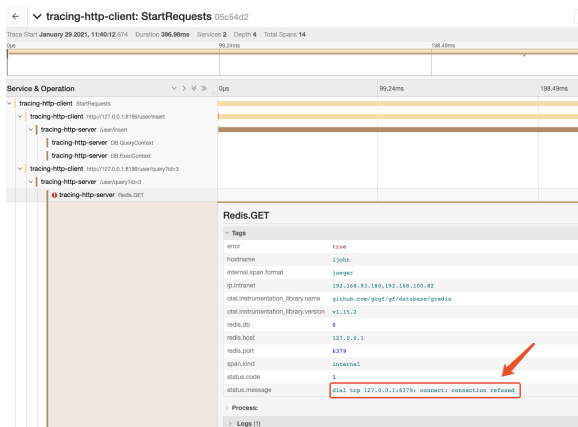 tracing-http-client: StartRequests 05c54d2
Trace Start January 29 2021, 11:40:12.674 Duration 396.98ms Services 2 Depth 4 Total Spans 14
0μs 99.24ms 198.49ms
Service & Operation 0μs 99.24ms 198.49ms
tracing-http-client StartRequests
tracing-http-client http://127.0.0.1:8199/user/insert
tracing-http-server /user/insert
tracing-http-server DB.QueryContext
tracing-http-server DB.ExecContext
tracing-http-client http://127.0.0.1:8199/user/query?id=3
tracing-http-server /user/query?id=3
tracing-http-server Redis.GET
Redis.GET
Tags
error true
hostname ijohn
internal.span.format jaeger
ip.intranet 192.168.93.180,192.168.100.82
otel.instrumentation_library.name github.com/gogf/gf/database/gredis
otel.instrumentation_library.version v1.15.2
redis.db 0
redis.host 127.0.0.1
redis.port 6379
span.kind internal
status.code 1
status.message dial tcp 127.0.0.1:6379: connect: connection refused
Process:
Logs (1)